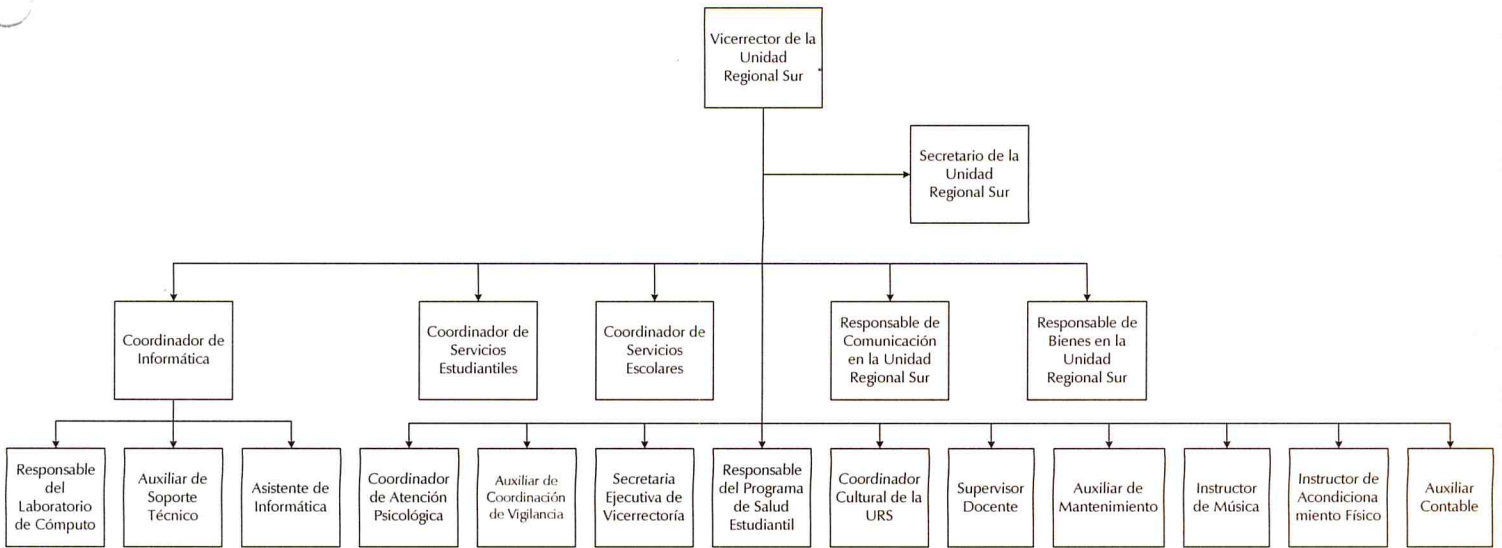 Vicerrector de la
Unidad
Regional Sur
Secretario de la
Unidad
Regional Sur
Coordinador de
Informática
Coordinador de
Servicios
Estudiantiles
Coordinador de
Servicios
Escolares
Responsable de
Comunicación
en la Unidad
Regional Sur
Responsable de
Bienes en la
Unidad
Regional Sur
Responsable
del
Laboratorio
de Cómputo
Auxiliar de
Soporte
Técnico
Asistente de
Informática
Coordinador
de Atención
Psicológica
Auxiliar de
Coordinación
de Vigilancia
Secretaria
Ejecutiva de
Vicerrectoría
Responsable
del Programa
de Salud
Estudiantil
Coordinador
Cultural de la
URS
Supervisor
Docente
Auxiliar de
Mantenimiento
Instructor
de Música
Instructor de
Acondiciona
miento Físico
Auxiliar
Contable